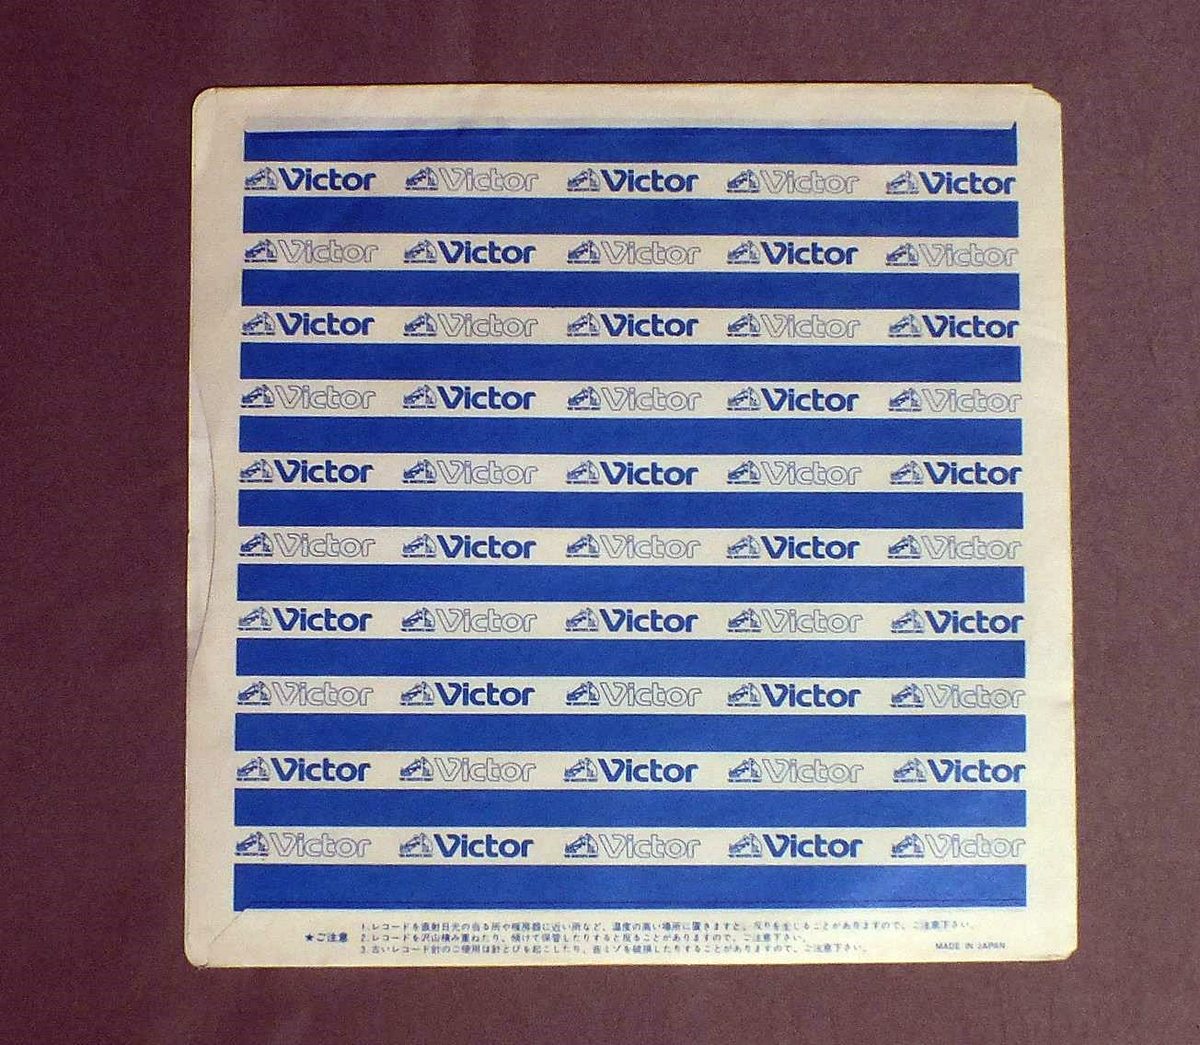 Victor Victor Victor Victor Victor
Victor Victor Victor Victor Victor
Victor Victor Victor Victor Victor
Victor Victor Victor Victor Victor
Victor Victor Victor Victor Victor
Victor Victor Victor Victor Victor
Victor Victor Victor Victor Victor
Victor Victor Victor Victor Victor
Victor Victor Victor Victor Victor
Victor Victor Victor Victor Victor
1.レコードを直射日光の当る所や暖房器に近い所など、温度の高い場所に置きますと、反りを生じることがありますので、ご注意下さい。
★ご注意 2.レコードを沢山積み重ねたり、傾けて保管したりすると反ることがありますので、ご注意下さい。
3.古いレコード針のご使用は針とびを起こしたり、音ミゾを破損したりすることがありますので、ご注意下さい。
MADE IN JAPAN